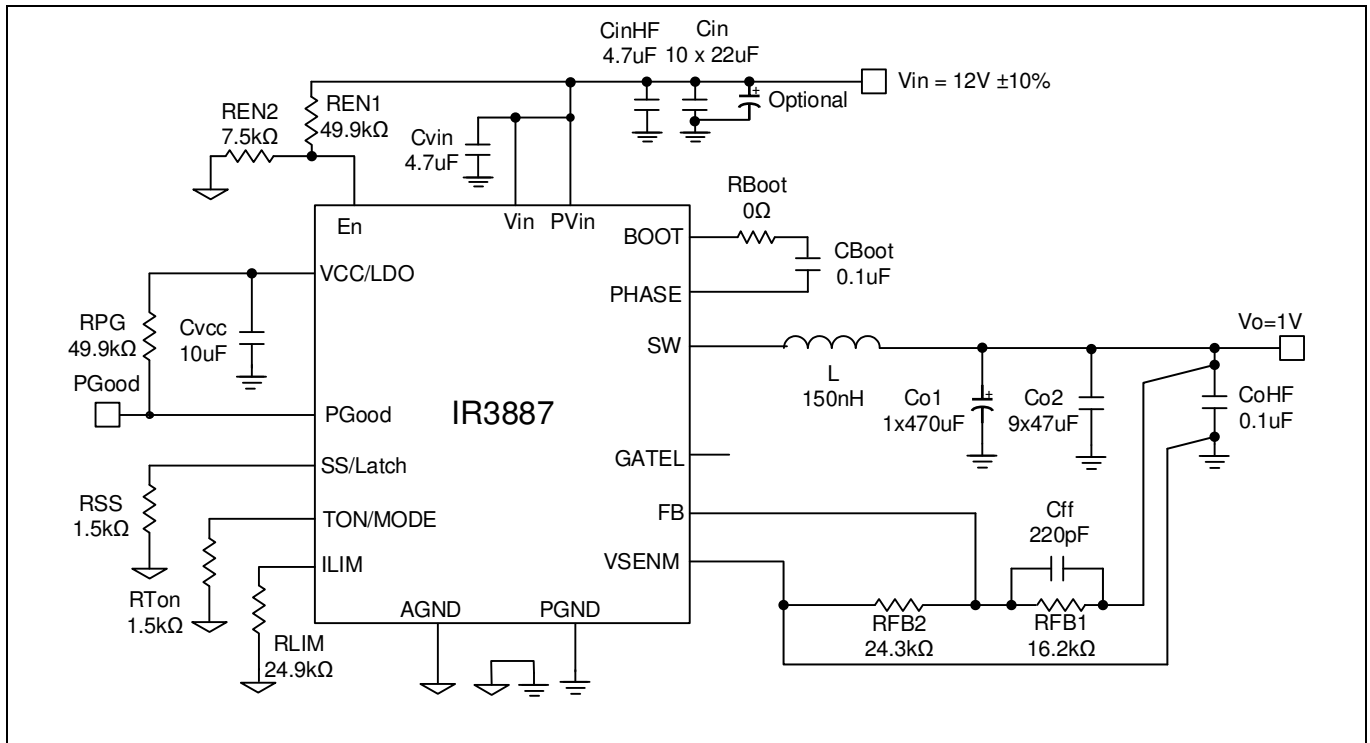 CinHF
4.7uF
Cin
10 x 22uF
Vin = 12V ±10%
Optional
+
REN1
49.9kΩ
REN2
7.5kΩ
Cvin
4.7uF
En
Vin
PVin
RBoot
0Ω
BOOT
CBoot
0.1uF
PHASE
VCC/LDO
RPG
49.9kΩ
Cvcc
10uF
SW
L
150nH
Vo=1V
PGood
PGood
IR3887
Co1
1x470uF
+
Co2
9x47uF
CoHF
0.1uF
GATEL
SS/Latch
RSS
1.5kΩ
TON/MODE
FB
Cff
220pF
ILIM
VSENM
RTon
1.5kΩ
RLIM
24.9kΩ
AGND
PGND
RFB2
24.3kΩ
RFB1
16.2kΩ